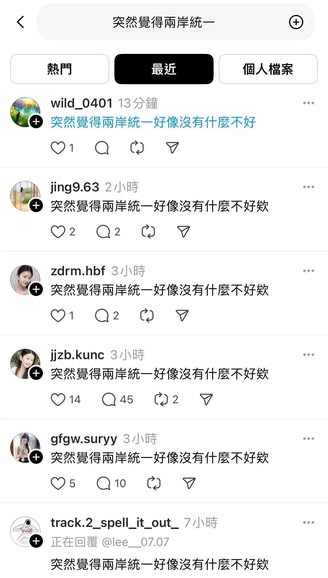 突然覺得兩岸統一
熱門
最近
個人檔案
wild_0401 13分鐘
突然覺得兩岸統一好像沒有什麼不好
1
jing9.63 2小時
突然覺得兩岸統一好像沒有什麼不好欸
2 2
zdrm.hbf 3小時
突然覺得兩岸統一好像沒有什麼不好欸
1 2
jjzb.kunc 3小時
突然覺得兩岸統一好像沒有什麼不好欸
14 45 2
gfgw.suryy 3小時
突然覺得兩岸統一好像沒有什麼不好欸
5 10
track.2_spell_it_out_ 7小時
正在回覆 @lee__07.07
突然覺得兩岸統一好像沒有什麼不好欸